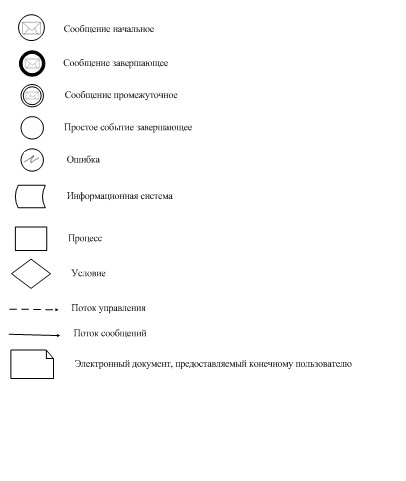 Сообщение начальное
Сообщение завершающее
Сообщение промежуточное
Простое событие завершающее
Ошибка
Информационная система
Процесс
Условие
Поток управления
Поток сообщений
Электронный документ, предоставляемый конечному пользователю